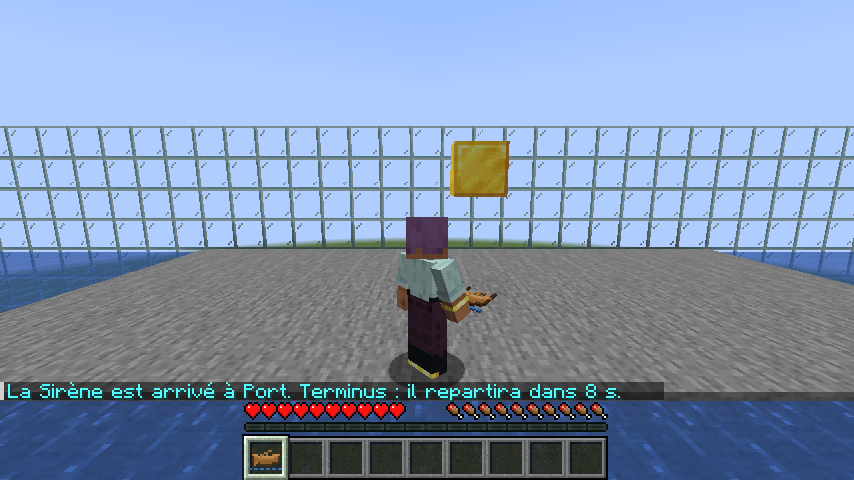 La Sirène est arrivé à Port. Terminus : il repartira dans 8 s.